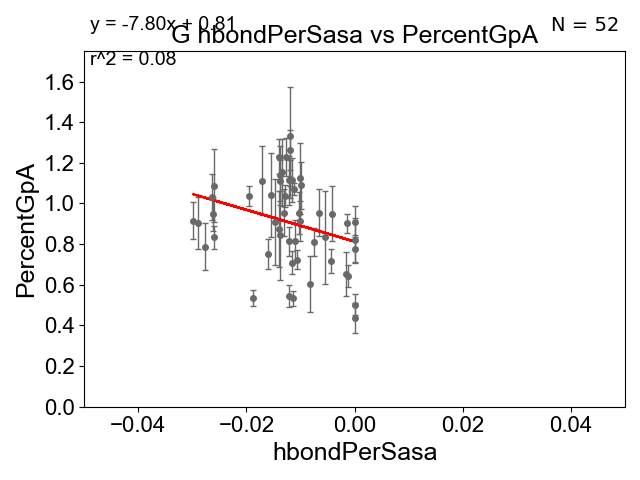 y = -7.80x + 0.81
G hbondPerSasa vs PercentGpA
N = 52
r^2 = 0.08
PercentGpA
1.6
1.4
1.2
1.0
0.8
0.6
0.4
0.2
0.0
−0.04
−0.02
0.00
0.02
0.04
hbondPerSasa